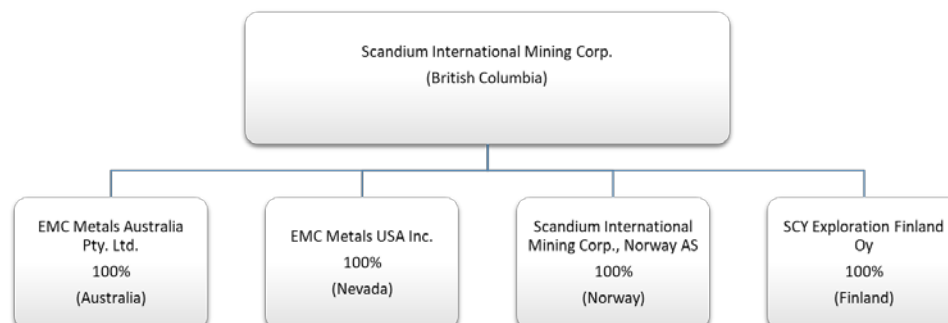 Scandium International Mining Corp.
(British Columbia)
EMC Metals Australia
Pty. Ltd.
100%
(Australia)
EMC Metals USA Inc.
100%
(Nevada)
Scandium International
Mining Corp., Norway AS
100%
(Norway)
SCY Exploration Finland
Oy
100%
(Finland)